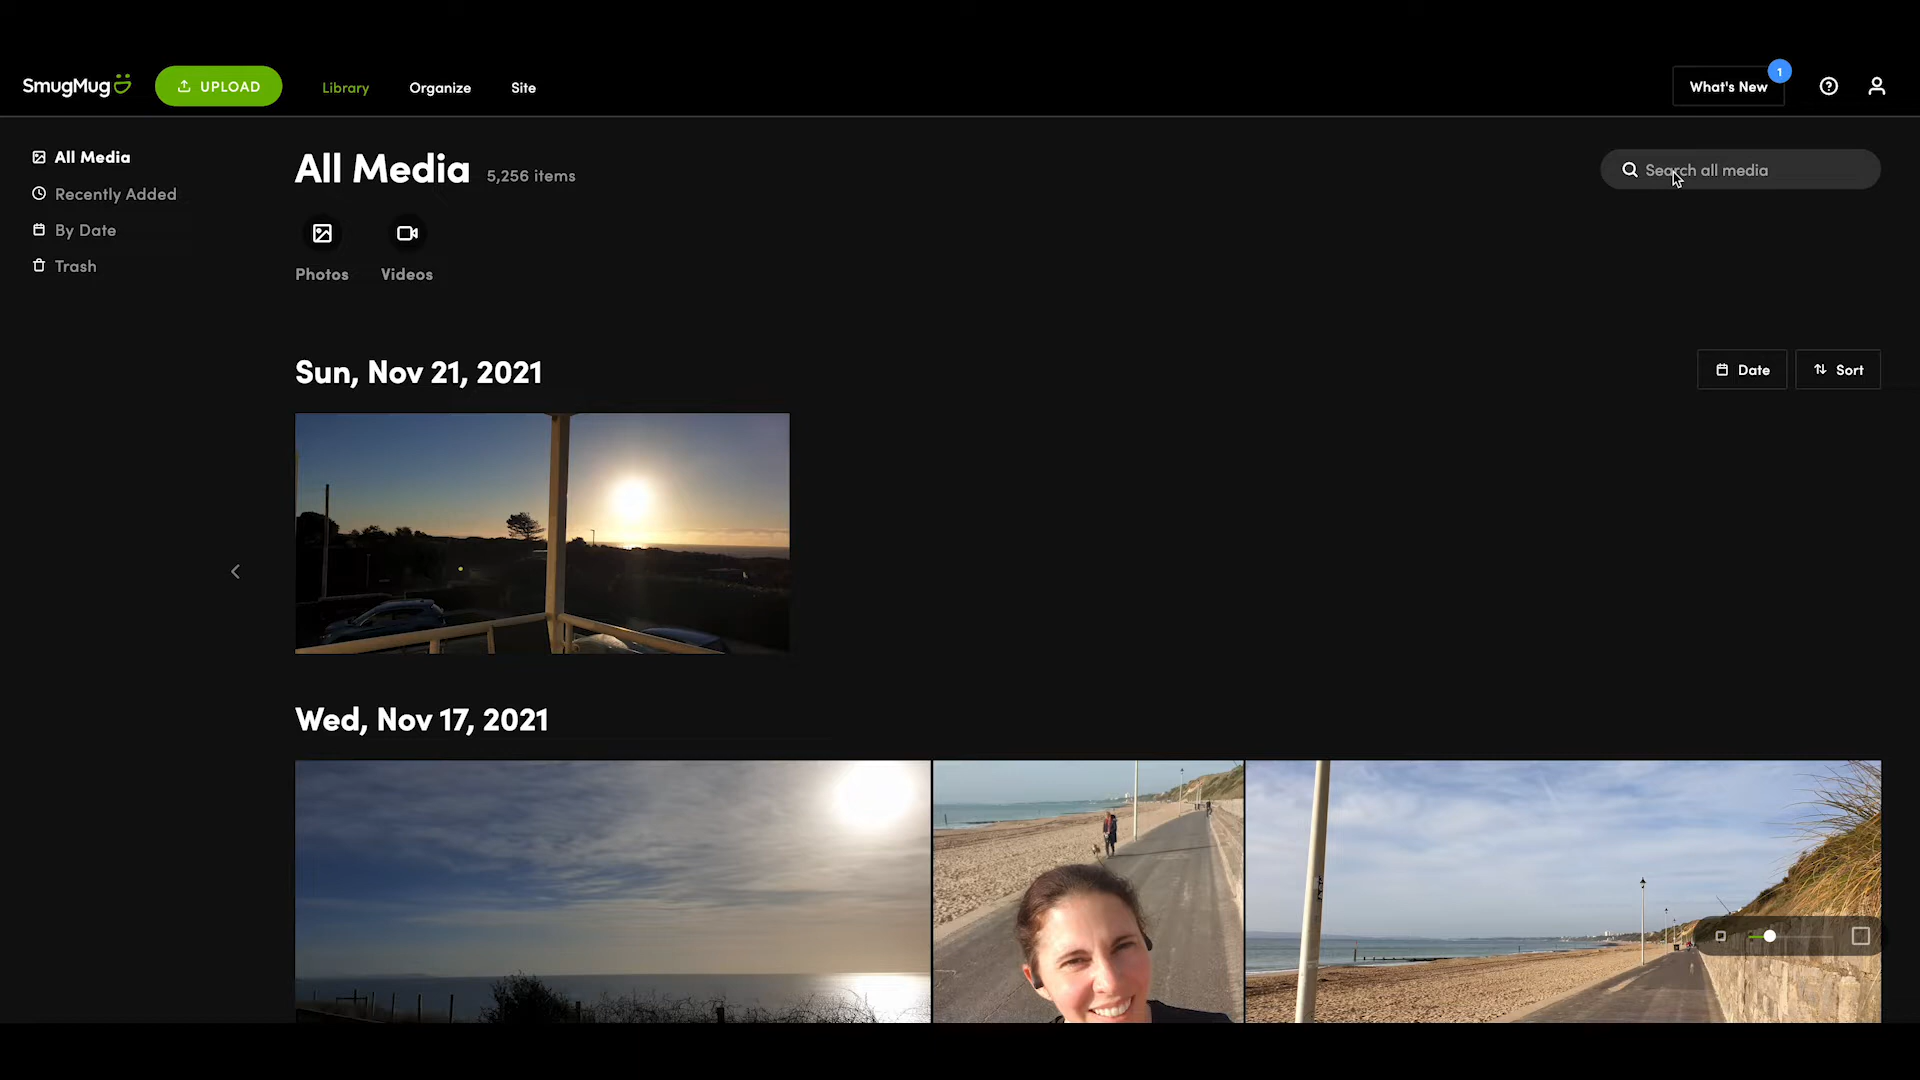 SmugMug
UPLOAD
Library
Organize
Site
What's New
1
All Media
Recently Added
By Date
Trash
All Media
5,256 items
Search all media
Photos
Videos
Sun, Nov 21, 2021
Date
Sort
Wed, Nov 17, 2021